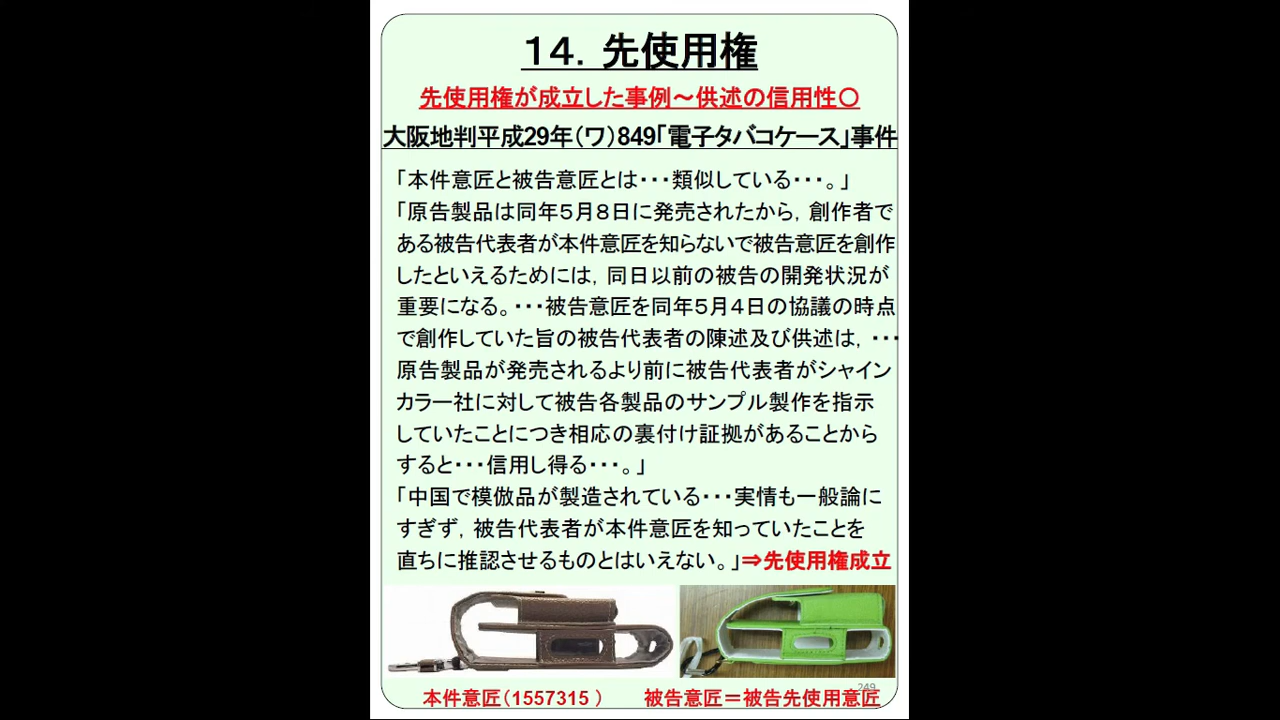 １４．先使用権
先使用権が成立した事例～供述の信用性〇
大阪地判平成29年（ワ）849「電子タバコケース」事件
「本件意匠と被告意匠とは・・・類似している・・・。」
「原告製品は同年５月８日に発売されたから，創作者で
ある被告代表者が本件意匠を知らないで被告意匠を創作
したといえるためには，同日以前の被告の開発状況が
重要になる。・・・被告意匠を同年５月４日の協議の時点
で創作していた旨の被告代表者の陳述及び供述は，・・・
原告製品が発売されるより前に被告代表者がシャイン
カラー社に対して被告各製品のサンプル製作を指示
していたことにつき相応の裏付け証拠があることから
すると・・・信用し得る・・・。」
「中国で模倣品が製造されている・・・実情も一般論に
すぎず，被告代表者が本件意匠を知っていたことを
直ちに推認させるものとはいえない。」⇒先使用権成立
249
本件意匠（1557315 ）　被告意匠＝被告先使用意匠